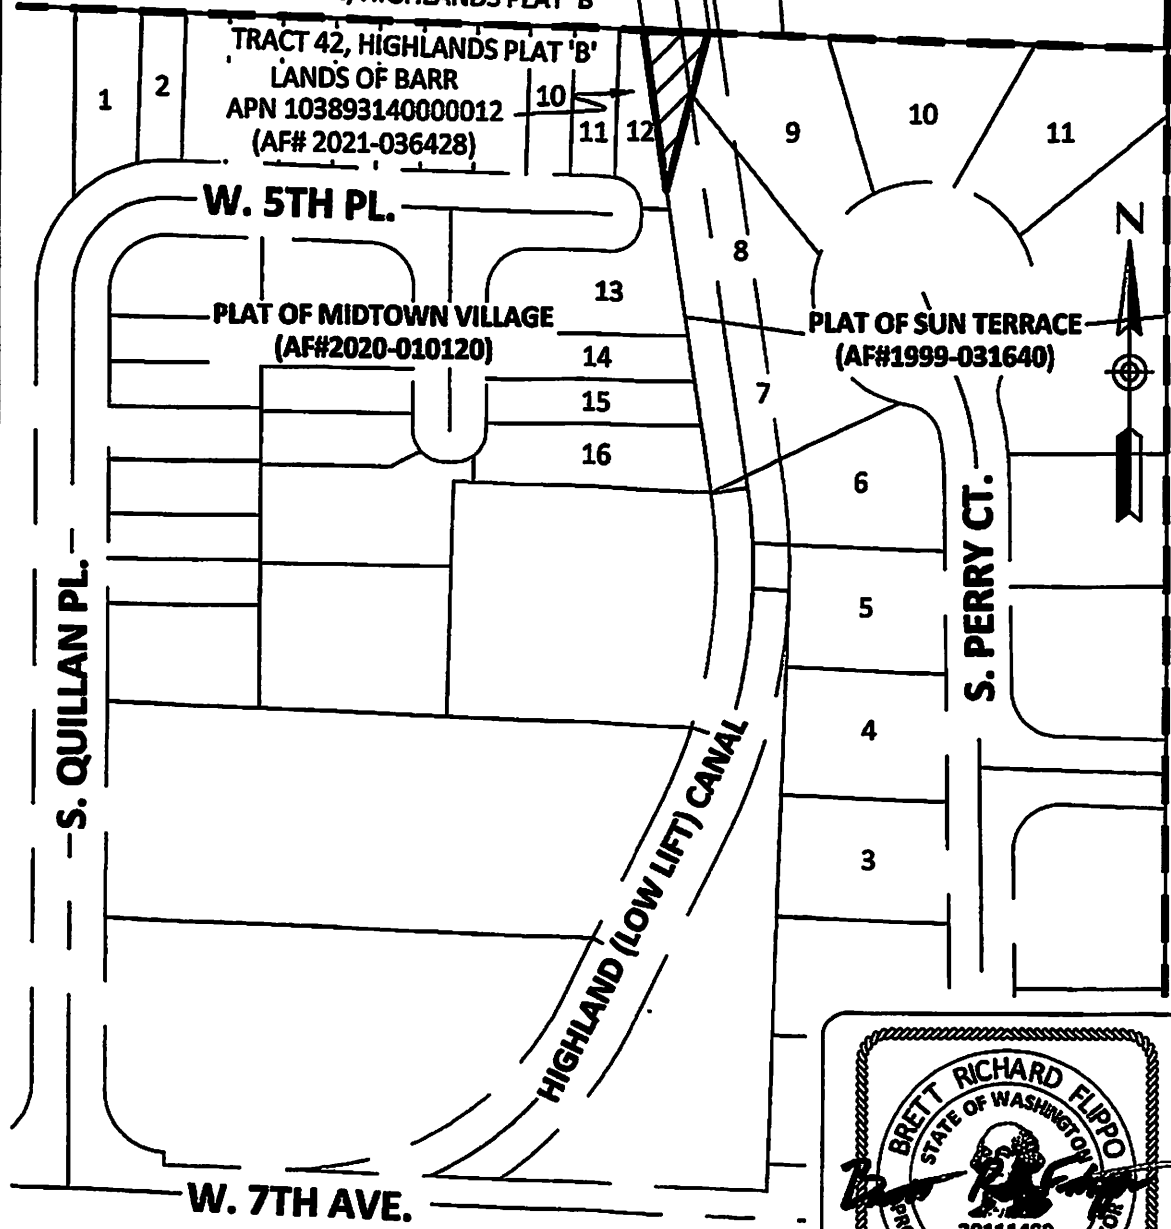 HIGHLANDS PLAT 'B'
TRACT 42, HIGHLANDS PLAT 'B'
LANDS OF BARR
APN 103893140000012
(AF# 2021-036428)
1
2
10
11
12
9
10
11
W. 5TH PL.
8
N
13
PLAT OF MIDTOWN VILLAGE
(AF#2020-010120)
PLAT OF SUN TERRACE
(AF#1999-031640)
14
7
15
16
6
S. QUILLAN PL.
5
S. PERRY CT.
4
3
HIGHLAND (LOW LIFT) CANAL
W. 7TH AVE.
BRETT RICHARD FLIPPO
STATE OF WASHINGTON